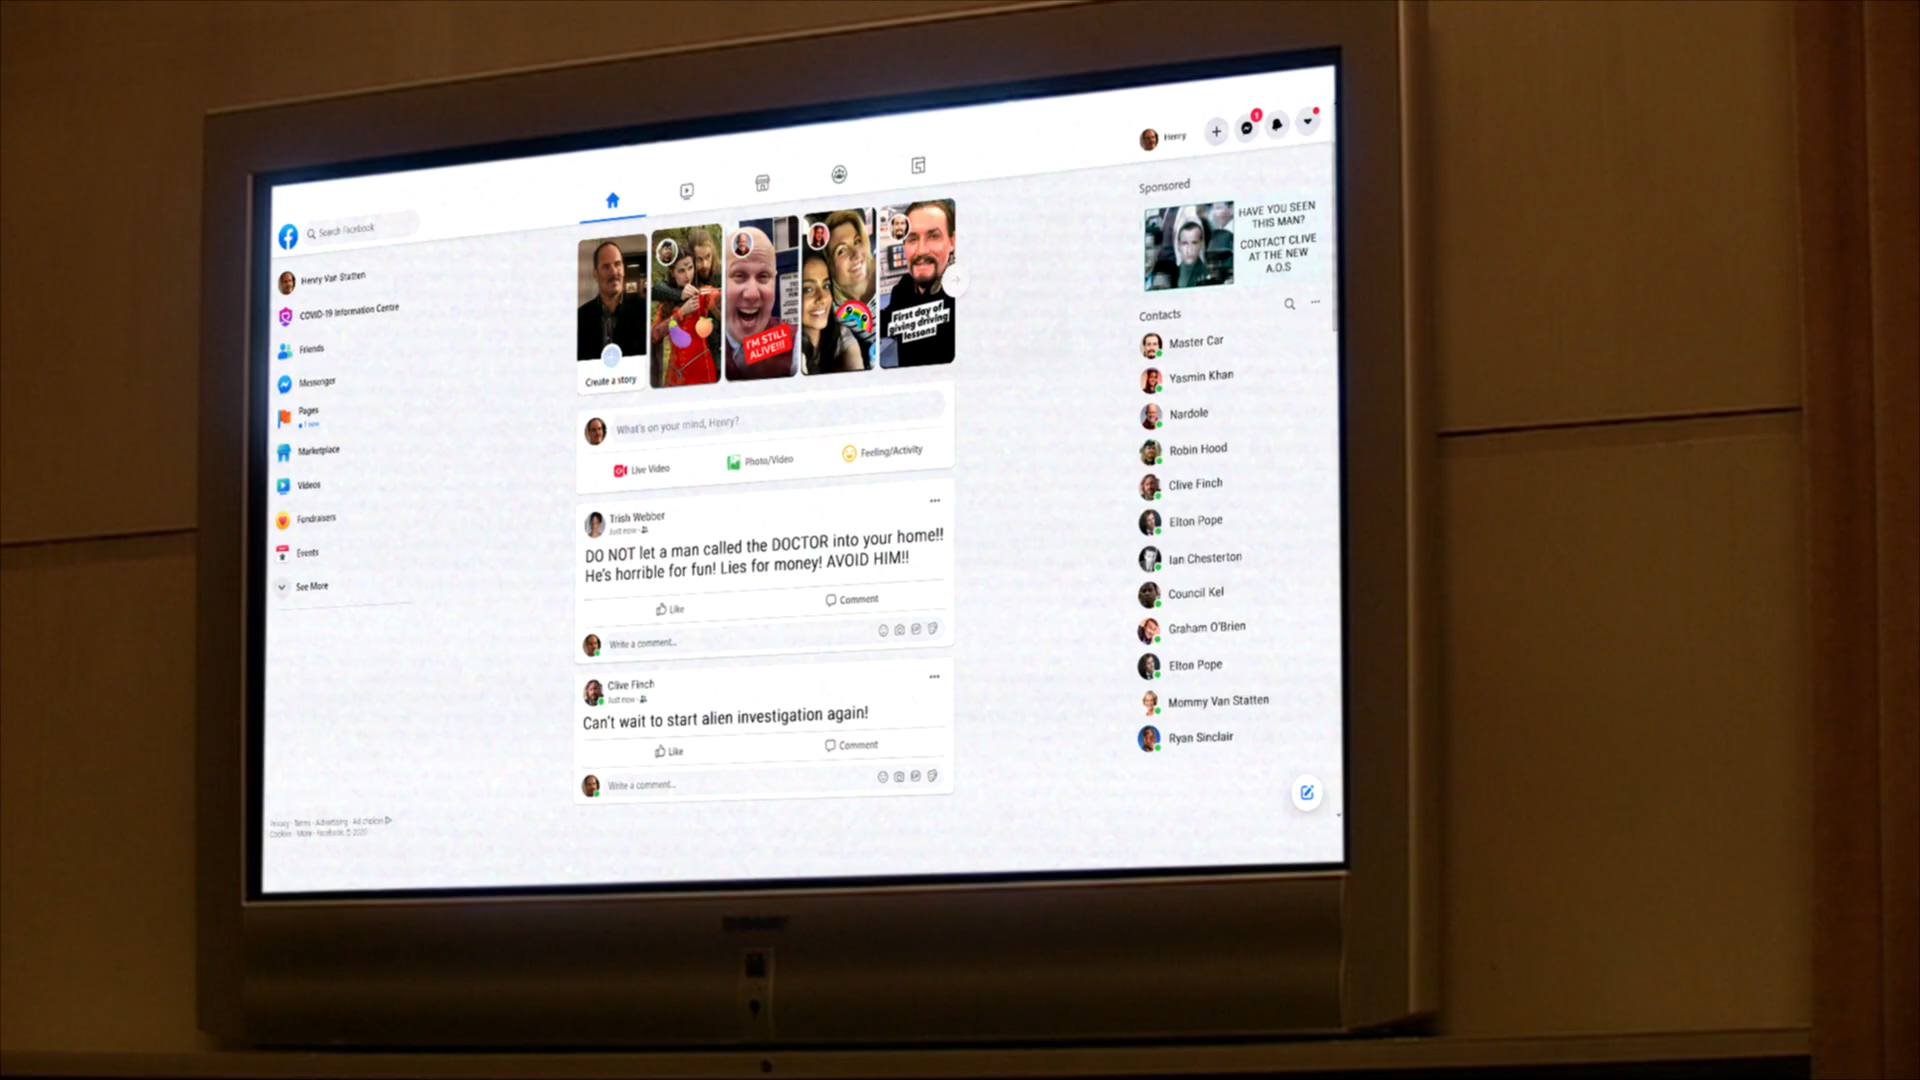 Henry
1
Search Facebook
Henry Van Statten
COVID-19 Information Centre
Friends
Messenger
Pages
1 new
Marketplace
Videos
Fundraisers
Events
See More
Privacy · Terms · Advertising · Ad choices
Cookies · More · Facebook © 2020
Create a story
I'M STILL
ALIVE!!!
First day of
giving driving
lessons
What's on your mind, Henry?
Live Video
Photo/Video
Feeling/Activity
Trish Webber
Just now
DO NOT let a man called the DOCTOR into your home!!
He's horrible for fun! Lies for money! AVOID HIM!!
Like
Comment
Write a comment...
Clive Finch
Just now
Can't wait to start alien investigation again!
Like
Comment
Write a comment...
Sponsored
HAVE YOU SEEN
THIS MAN?
CONTACT CLIVE
AT THE NEW
A.O.S
Contacts
Master Car
Yasmin Khan
Nardole
Robin Hood
Clive Finch
Elton Pope
Ian Chesterton
Council Kel
Graham O'Brien
Elton Pope
Mommy Van Statten
Ryan Sinclair